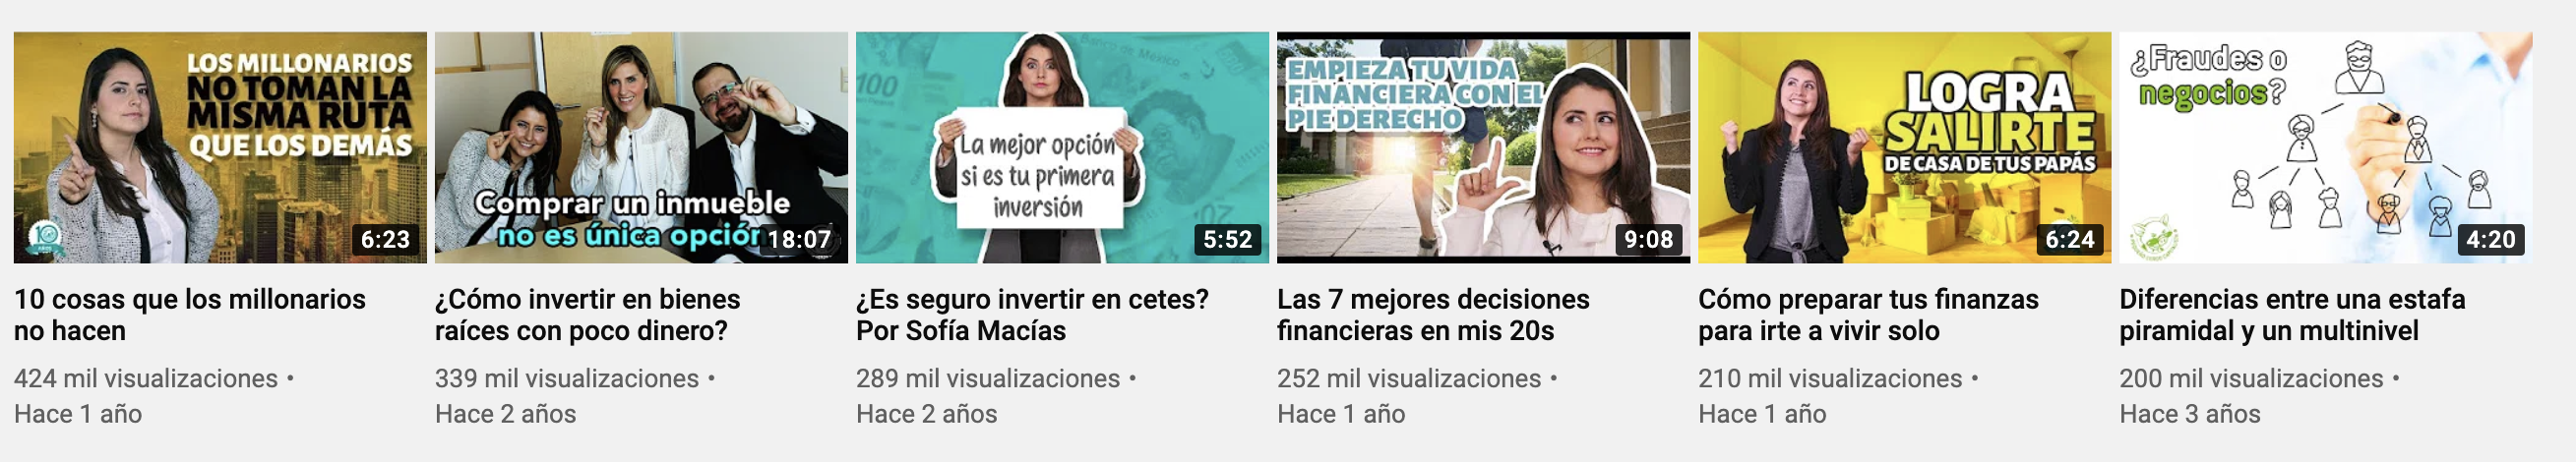 LOS MILLONARIOS
NO TOMAN LA
MISMA RUTA
QUE LOS DEMÁS
10
6:23
10 cosas que los millonarios
no hacen
424 mil visualizaciones •
Hace 1 año
Comprar un inmueble
no es única opción
18:07
¿Cómo invertir en bienes
raíces con poco dinero?
339 mil visualizaciones •
Hace 2 años
Banco de México
100
La mejor opción
si es tu primera
inversión
5:52
¿Es seguro invertir en cetes?
Por Sofía Macías
289 mil visualizaciones •
Hace 2 años
EMPIEZA TU VIDA
FINANCIERA CON EL
PIE DERECHO
9:08
Las 7 mejores decisiones
financieras en mis 20s
252 mil visualizaciones •
Hace 1 año
LOGRA
SALIRTE
DE CASA DE TUS PAPÁS
6:24
Cómo preparar tus finanzas
para irte a vivir solo
210 mil visualizaciones •
Hace 1 año
¿Fraudes o
negocios?
4:20
Diferencias entre una estafa
piramidal y un multinivel
200 mil visualizaciones •
Hace 3 años